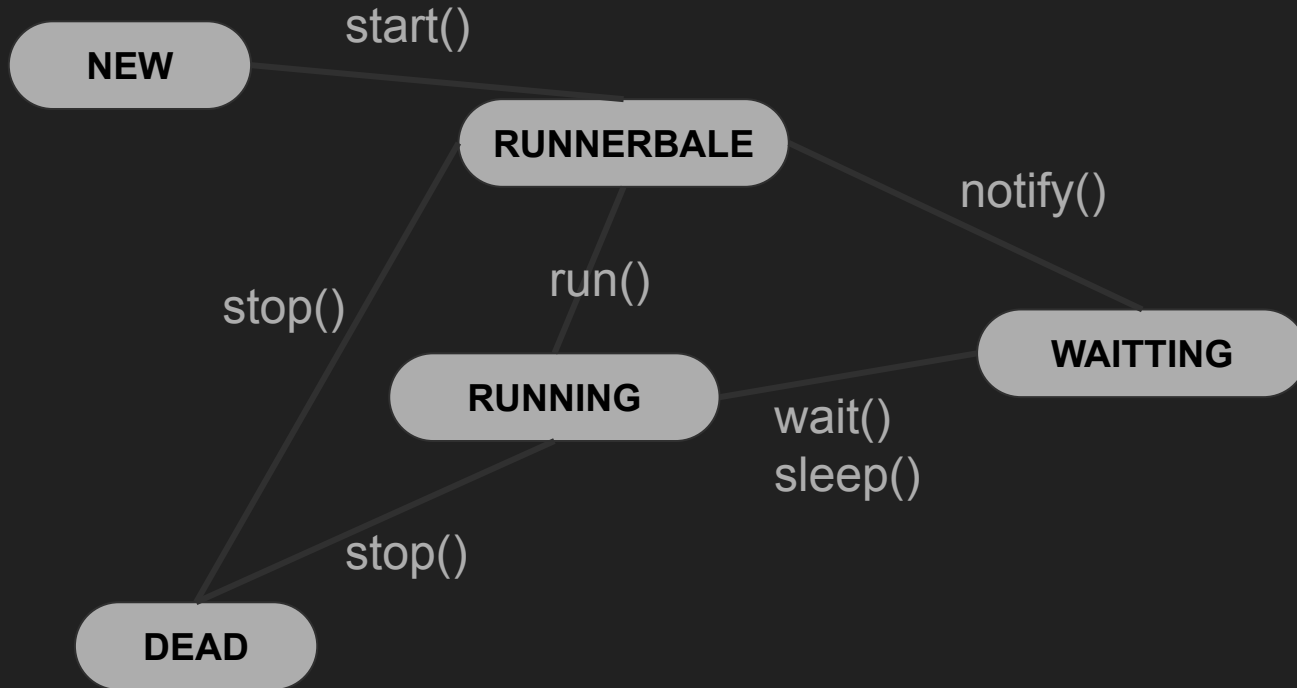 start()
NEW
RUNNERBALE
notify()
run()
stop()
WAITTING
RUNNING
wait()
sleep()
stop()
DEAD